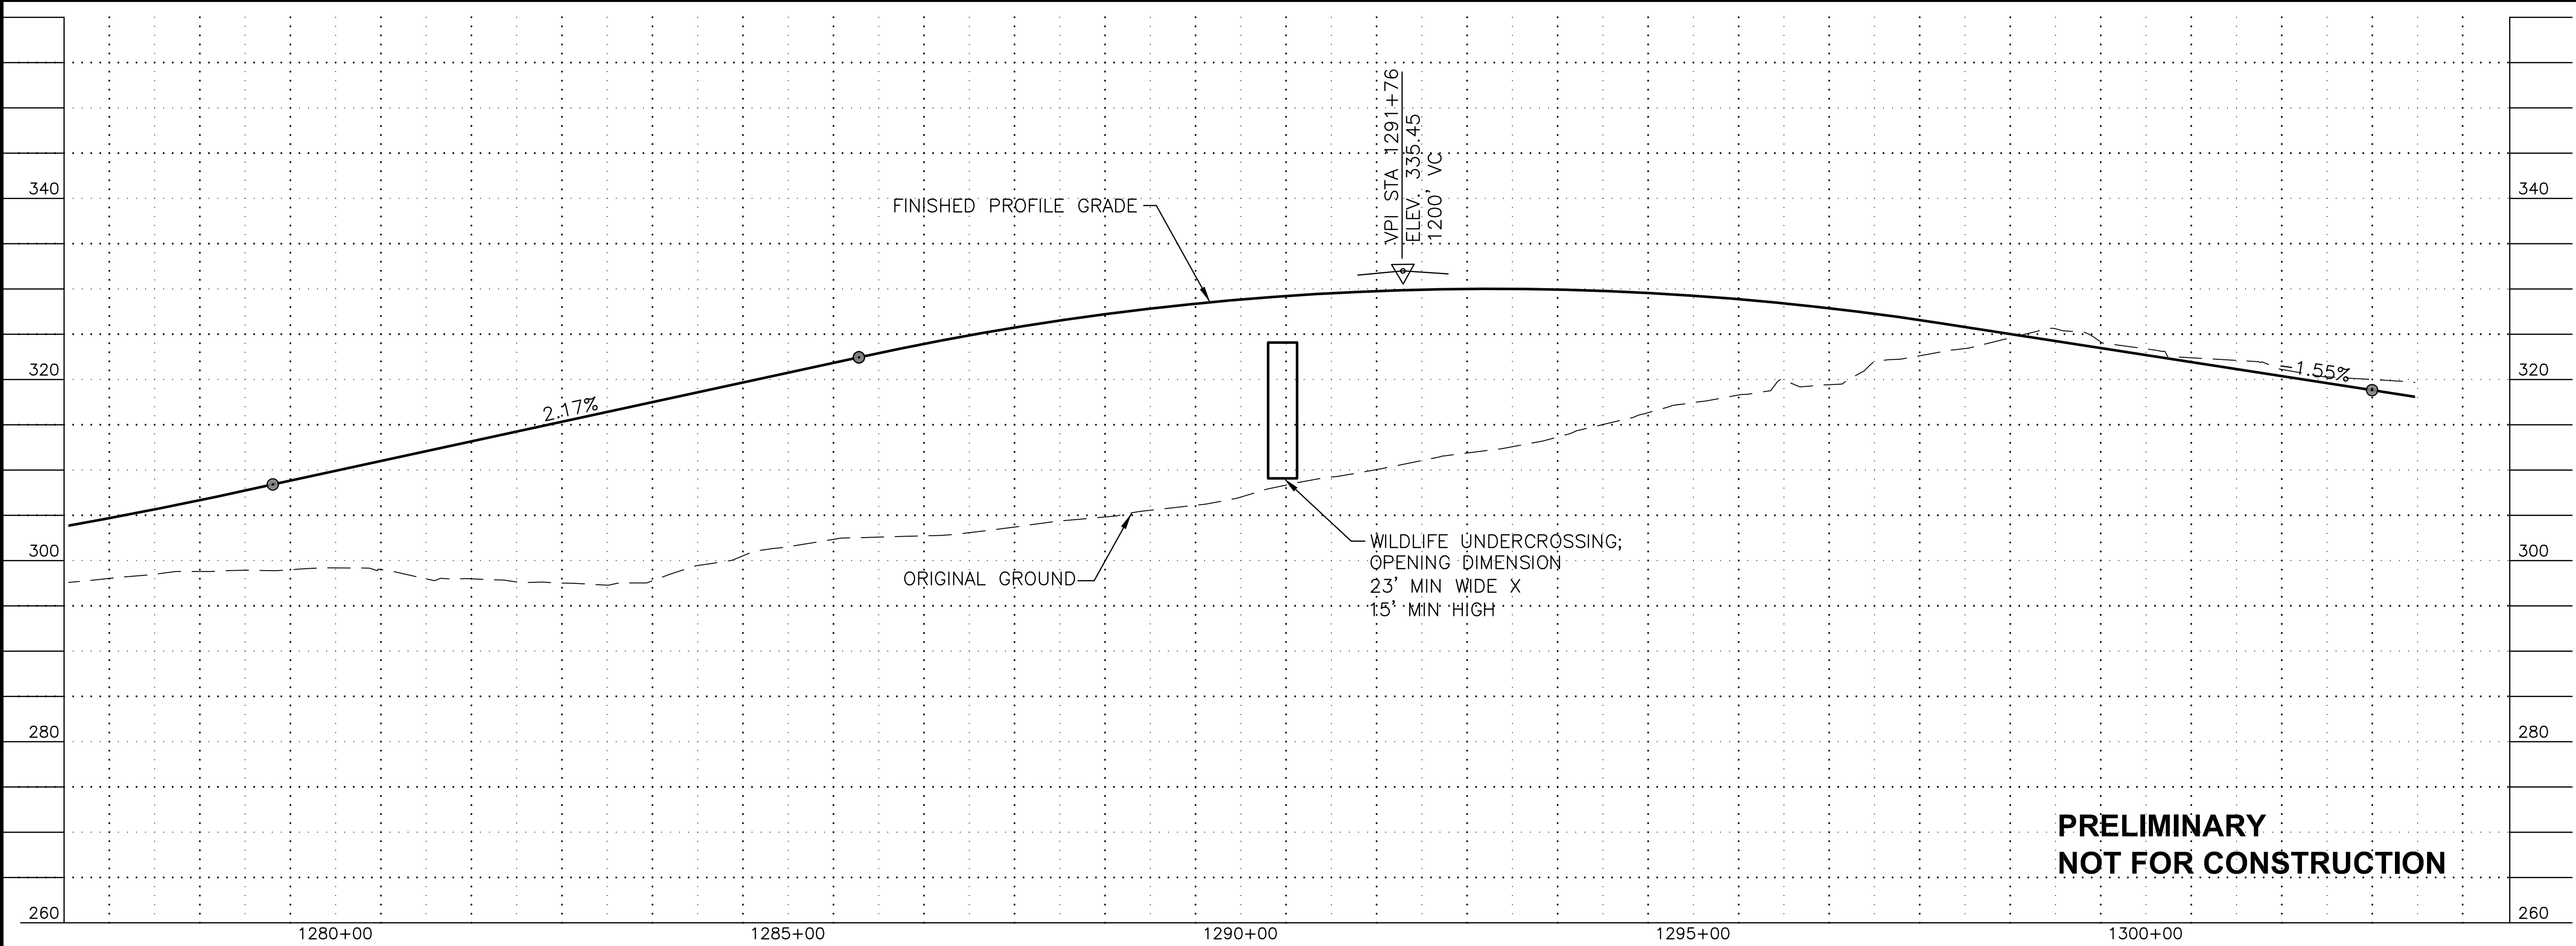 VPI STA 1291+76
ELEV. 335.45
1200' VC
340
340
FINISHED PROFILE GRADE
320
2.17%
-1.55%
320
300
WILDLIFE UNDERCROSSING;
OPENING DIMENSION
23' MIN WIDE X
15' MIN HIGH
300
ORIGINAL GROUND
280
280
PRELIMINARY
NOT FOR CONSTRUCTION
260
260
1280+00
1285+00
1290+00
1295+00
1300+00